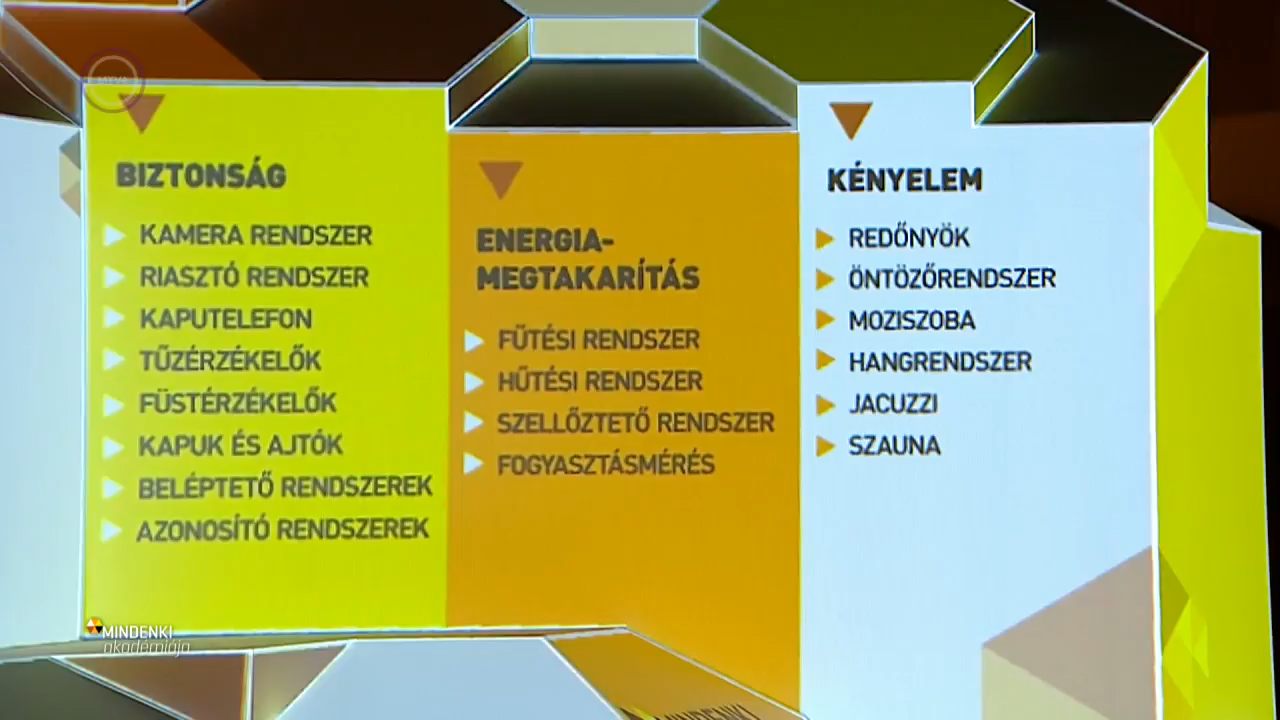 BIZTONSÁG
KAMERA RENDSZER
RIASZTÓ RENDSZER
KAPUTELEFON
TŰZÉRZÉKELŐK
FÜSTÉRZÉKELŐK
KAPUK ÉS AJTÓK
BELÉPTETŐ RENDSZEREK
AZONOSÍTÓ RENDSZEREK
ENERGIA-
MEGTAKARÍTÁS
FŰTÉSI RENDSZER
HŰTÉSI RENDSZER
SZELLŐZTETŐ RENDSZER
FOGYASZTÁSMÉRÉS
KÉNYELEM
REDŐNYÖK
ÖNTÖZŐRENDSZER
MOZISZOBA
HANGRENDSZER
JACUZZI
SZAUNA
MINDENKI
akadémiája
MINDENKI